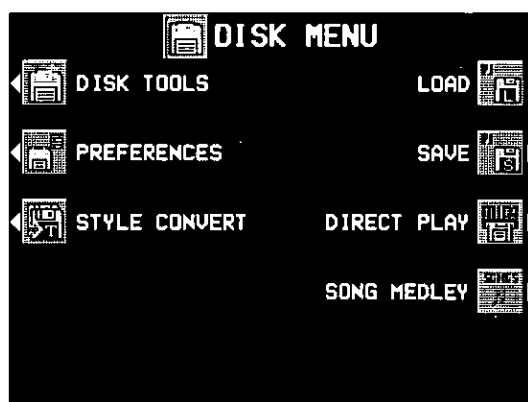 DISK MENU
DISK TOOLS
LOAD
PREFERENCES
SAVE
STYLE CONVERT
DIRECT PLAY
SONG MEDLEY